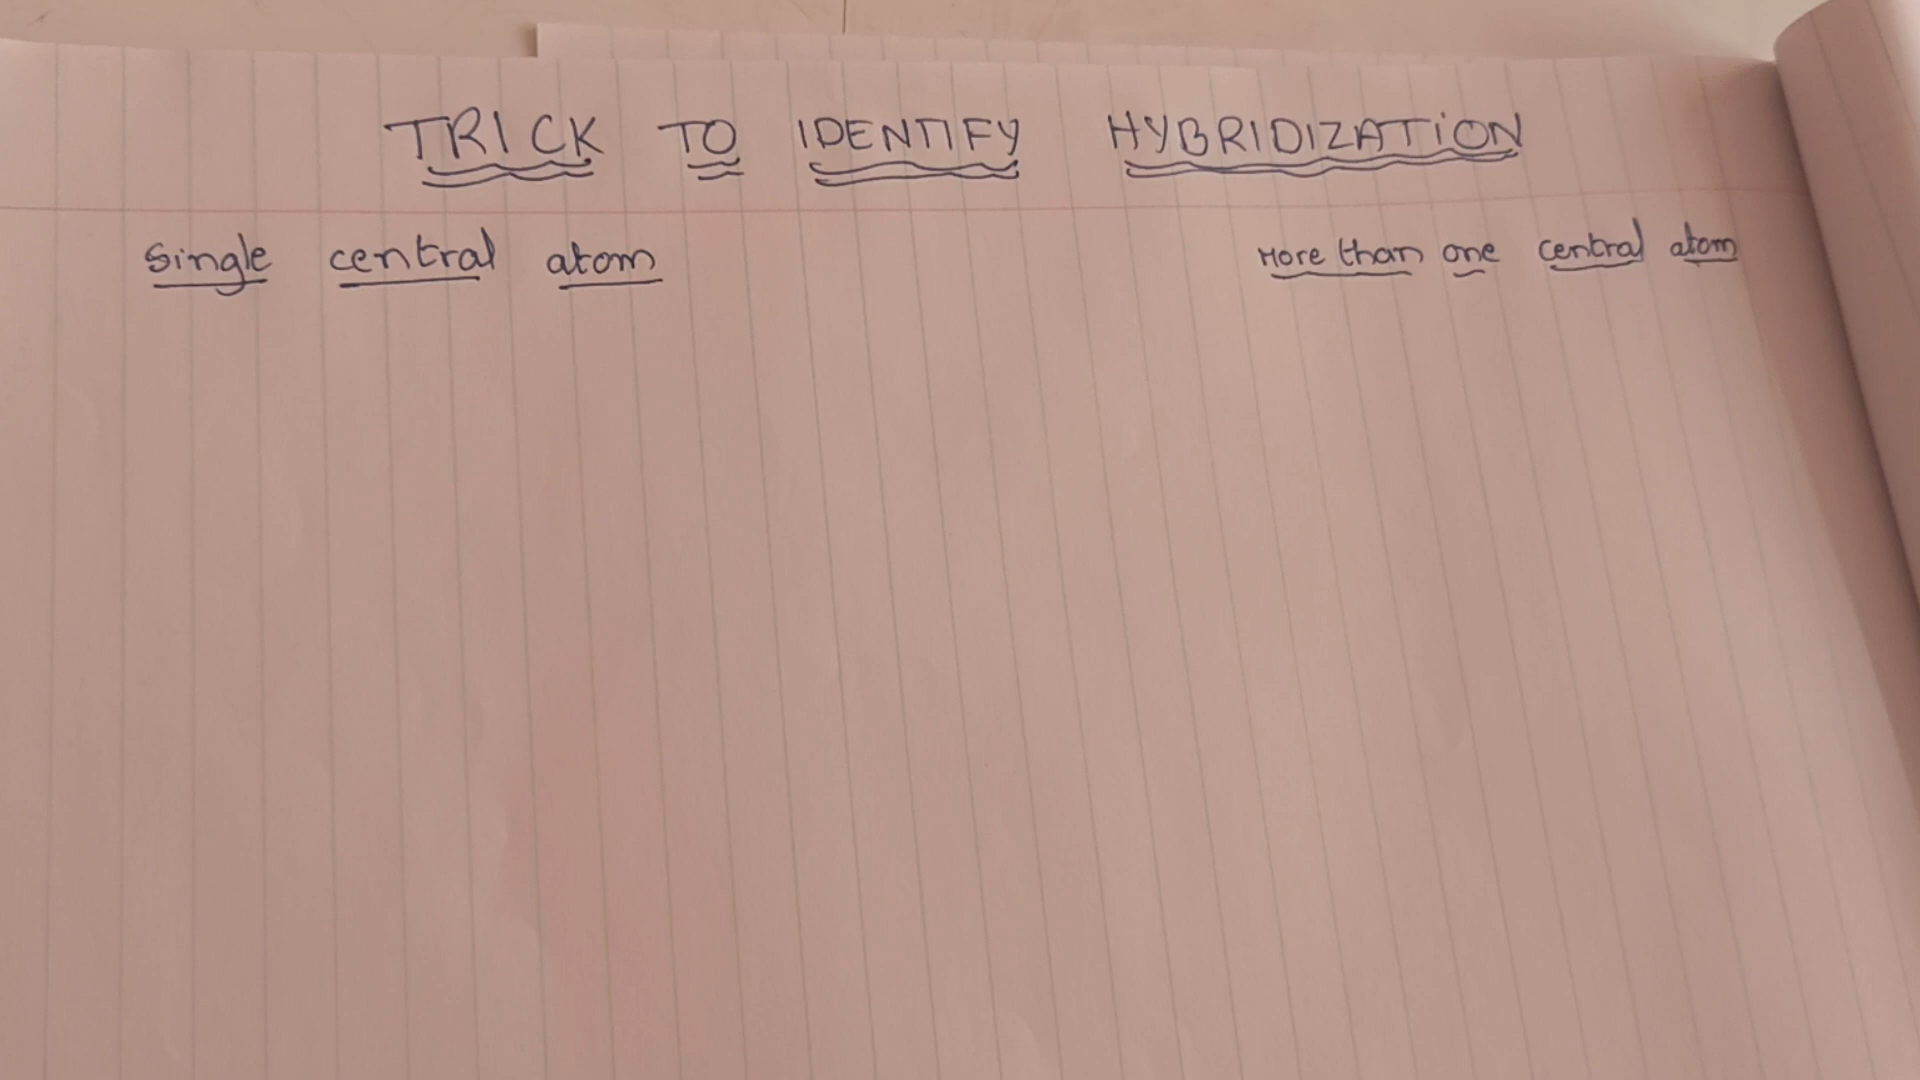 TRICK TO IDENTIFY HYBRIDIZATION
Single central atom
More than one central atom